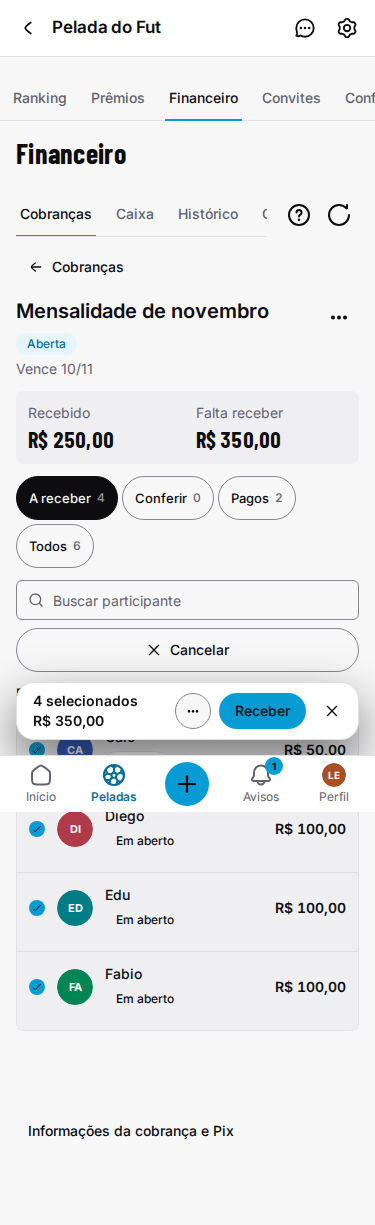 Pelada do Fut
Ranking Prêmios Financeiro Convites Conf
Financeiro
Cobranças Caixa Histórico
Cobranças
Mensalidade de novembro
Aberta
Vence 10/11
Recebido Falta receber
R$ 250,00 R$ 350,00
A receber 4 Conferir 0 Pagos 2
Todos 6
Buscar participante
Cancelar
4 selecionados
R$ 350,00
Receber
CA R$ 50,00
Início Peladas 1 Avisos LE Perfil
Diego
DI R$ 100,00
Em aberto
Edu
ED R$ 100,00
Em aberto
Fabio
FA R$ 100,00
Em aberto
Informações da cobrança e Pix